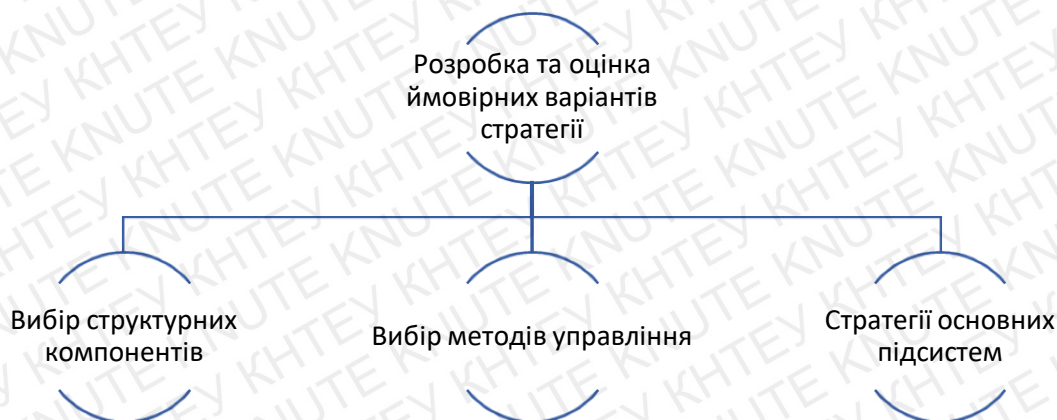 Розробка та оцінка
ймовірних варіантів
стратегії
Вибір структурних
компонентів
Вибір методів управління
Стратегії основних
підсистем